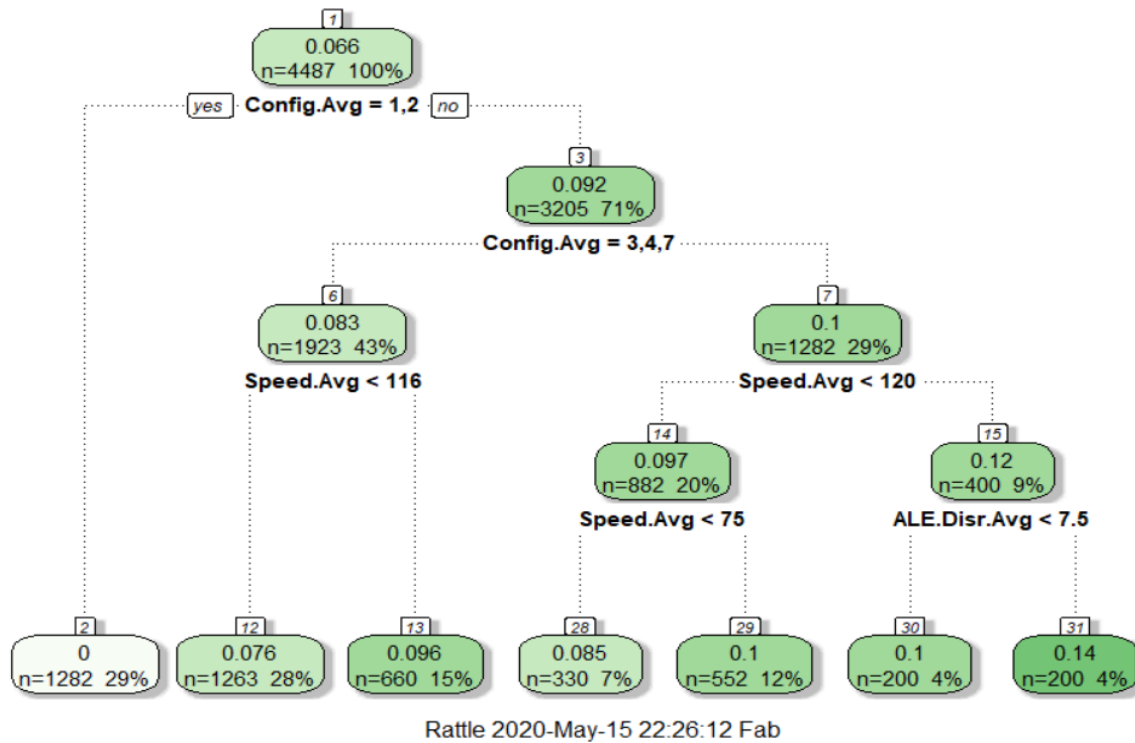 1
0.066
n=4487 100%
yes Config.Avg = 1,2 no
3
0.092
n=3205 71%
Config.Avg = 3,4,7
6 7
0.083 0.1
n=1923 43% n=1282 29%
Speed.Avg < 116 Speed.Avg < 120
14 15
0.097 0.12
n=882 20% n=400 9%
Speed.Avg < 75 ALE.Disr.Avg < 7.5
2 12 13 28 29 30 31
0 0.076 0.096 0.085 0.1 0.1 0.14
n=1282 29% n=1263 28% n=660 15% n=330 7% n=552 12% n=200 4% n=200 4%
Rattle 2020-May-15 22:26:12 Fab